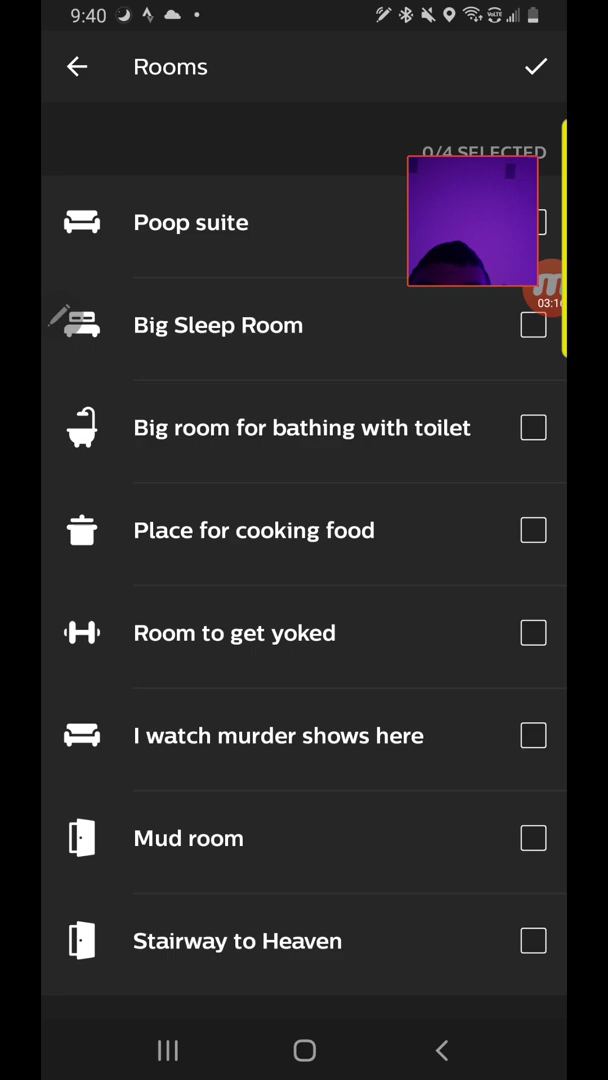 9:40
Rooms
0/4 SELECTED
Poop suite
Big Sleep Room
Big room for bathing with toilet
Place for cooking food
Room to get yoked
I watch murder shows here
Mud room
Stairway to Heaven